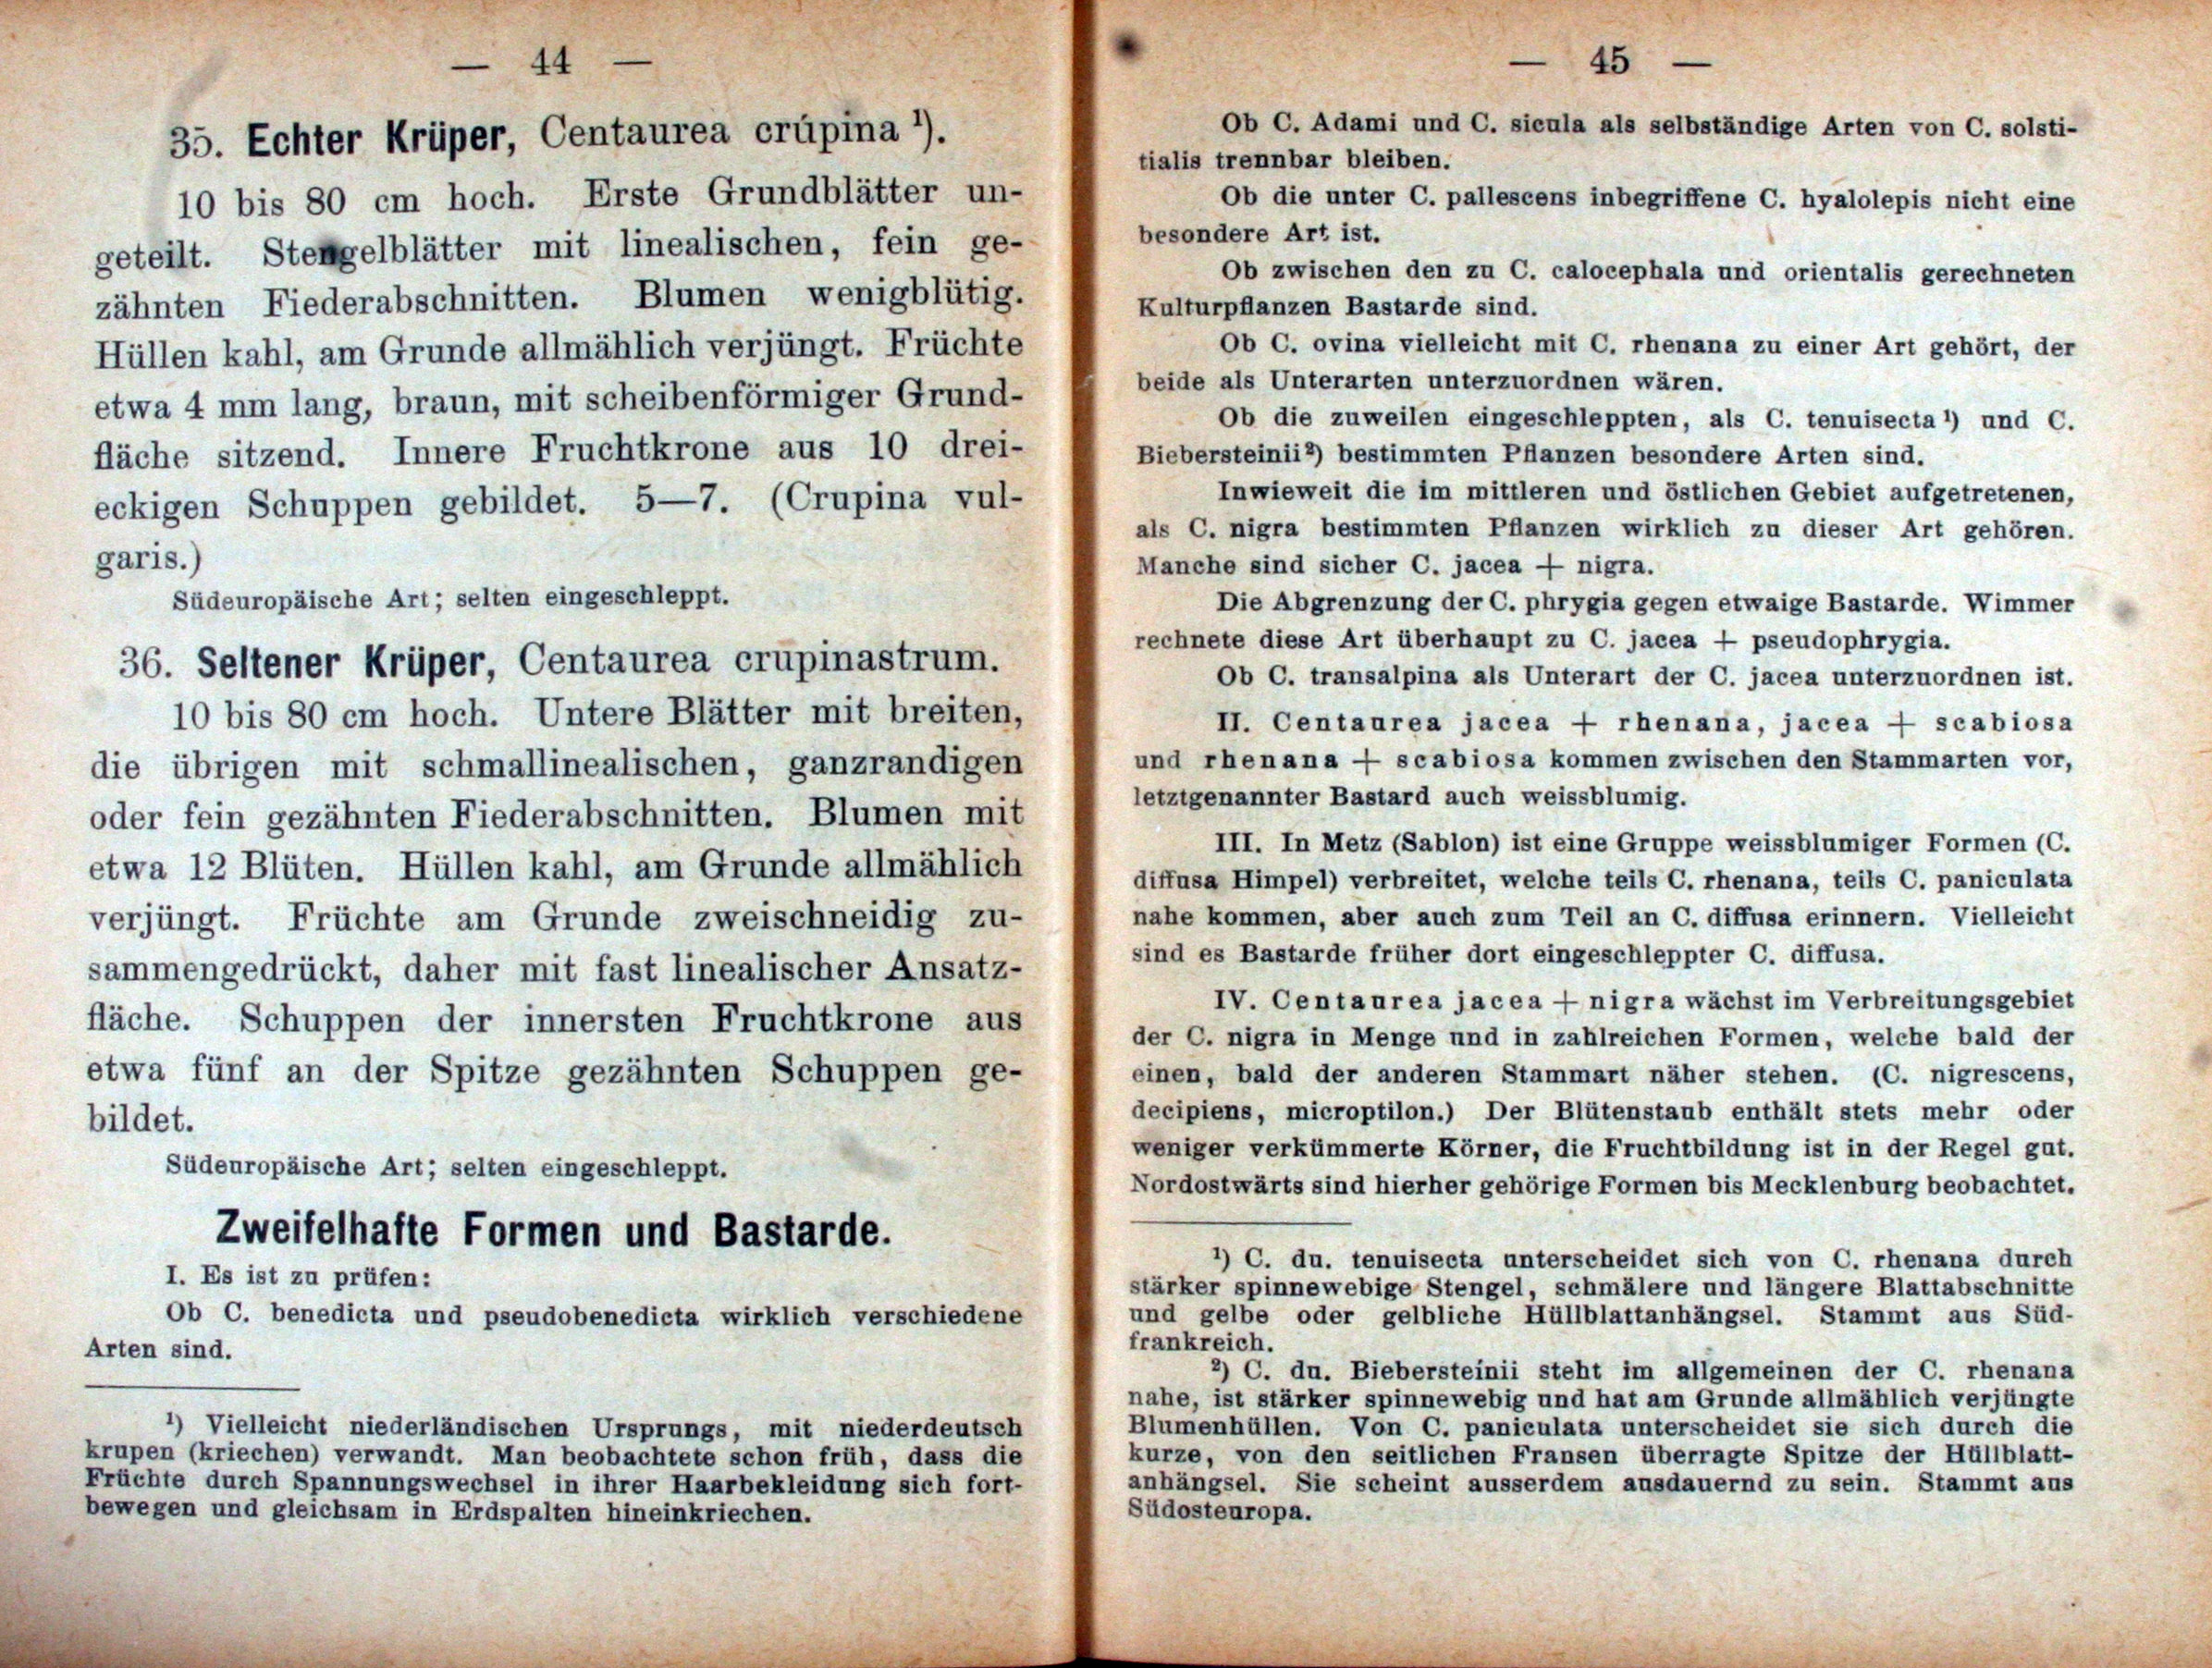 — 44 —
35. Echter Krüper, Centaurea crúpina ¹).
10 bis 80 cm hoch. Erste Grundblätter un-
geteilt. Stengelblätter mit linealischen, fein ge-
zähnten Fiederabschnitten. Blumen wenigblütig.
Hüllen kahl, am Grunde allmählich verjüngt. Früchte
etwa 4 mm lang, braun, mit scheibenförmiger Grund-
fläche sitzend. Innere Fruchtkrone aus 10 drei-
eckigen Schuppen gebildet. 5—7. (Crupina vul-
garis.)
Südeuropäische Art; selten eingeschleppt.
36. Seltener Krüper, Centaurea crupinastrum.
10 bis 80 cm hoch. Untere Blätter mit breiten,
die übrigen mit schmallinealischen, ganzrandigen
oder fein gezähnten Fiederabschnitten. Blumen mit
etwa 12 Blüten. Hüllen kahl, am Grunde allmählich
verjüngt. Früchte am Grunde zweischneidig zu-
sammengedrückt, daher mit fast linealischer Ansatz-
fläche. Schuppen der innersten Fruchtkrone aus
etwa fünf an der Spitze gezähnten Schuppen ge-
bildet.
Südeuropäische Art; selten eingeschleppt.
Zweifelhafte Formen und Bastarde.
I. Es ist zu prüfen:
Ob C. benedicta und pseudobenedicta wirklich verschiedene
Arten sind.
¹) Vielleicht niederländischen Ursprungs, mit niederdeutsch
krupen (kriechen) verwandt. Man beobachtete schon früh, dass die
Früchte durch Spannungswechsel in ihrer Haarbekleidung sich fort-
bewegen und gleichsam in Erdspalten hineinkriechen.
— 45 —
Ob C. Adami und C. sicula als selbständige Arten von C. solsti-
tialis trennbar bleiben.
Ob die unter C. pallescens inbegriffene C. hyalolepis nicht eine
besondere Art ist.
Ob zwischen den zu C. calocephala und orientalis gerechneten
Kulturpflanzen Bastarde sind.
Ob C. ovina vielleicht mit C. rhenana zu einer Art gehört, der
beide als Unterarten unterzuordnen wären.
Ob die zuweilen eingeschleppten, als C. tenuisecta ¹) und C.
Biebersteinii ²) bestimmten Pflanzen besondere Arten sind.
Inwieweit die im mittleren und östlichen Gebiet aufgetretenen,
als C. nigra bestimmten Pflanzen wirklich zu dieser Art gehören.
Manche sind sicher C. jacea + nigra.
Die Abgrenzung der C. phrygia gegen etwaige Bastarde. Wimmer
rechnete diese Art überhaupt zu C. jacea + pseudophrygia.
Ob C. transalpina als Unterart der C. jacea unterzuordnen ist.
II. Centaurea jacea + rhenana, jacea + scabiosa
und rhenana + scabiosa kommen zwischen den Stammarten vor,
letztgenannter Bastard auch weissblumig.
III. In Metz (Sablon) ist eine Gruppe weissblumiger Formen (C.
diffusa Himpel) verbreitet, welche teils C. rhenana, teils C. paniculata
nahe kommen, aber auch zum Teil an C. diffusa erinnern. Vielleicht
sind es Bastarde früher dort eingeschleppter C. diffusa.
IV. Centaurea jacea + nigra wächst im Verbreitungsgebiet
der C. nigra in Menge und in zahlreichen Formen, welche bald der
einen, bald der anderen Stammart näher stehen. (C. nigrescens,
decipiens, microptilon.) Der Blütenstaub enthält stets mehr oder
weniger verkümmerte Körner, die Fruchtbildung ist in der Regel gut.
Nordostwärts sind hierher gehörige Formen bis Mecklenburg beobachtet.
¹) C. du. tenuisecta unterscheidet sich von C. rhenana durch
stärker spinnewebige Stengel, schmälere und längere Blattabschnitte
und gelbe oder gelbliche Hüllblattanhängsel. Stammt aus Süd-
frankreich.
²) C. du. Biebersteinii steht im allgemeinen der C. rhenana
nahe, ist stärker spinnewebig und hat am Grunde allmählich verjüngte
Blumenhüllen. Von C. paniculata unterscheidet sie sich durch die
kurze, von den seitlichen Fransen überragte Spitze der Hüllblatt-
anhängsel. Sie scheint ausserdem ausdauernd zu sein. Stammt aus
Südosteuropa.